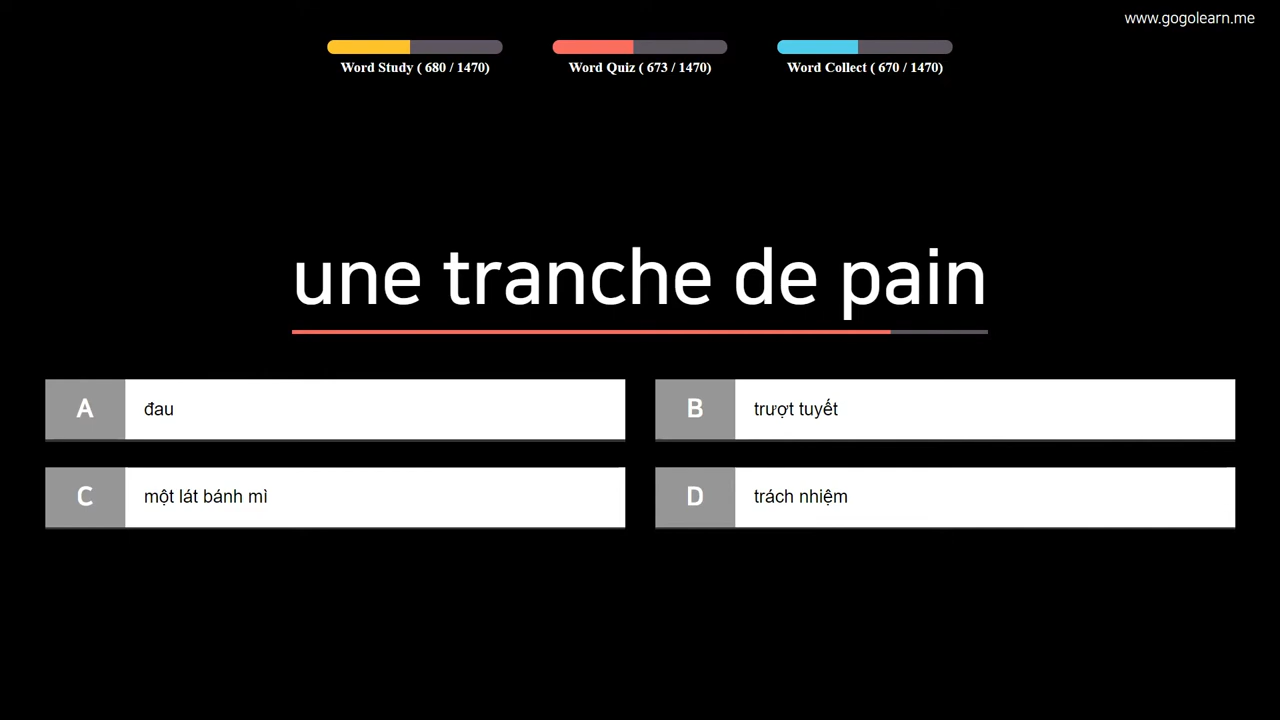 www.gogolearn.me
Word Study ( 680 / 1470)
Word Quiz ( 673 / 1470)
Word Collect ( 670 / 1470)
une tranche de pain
A đau
B trượt tuyết
C một lát bánh mì
D trách nhiệm